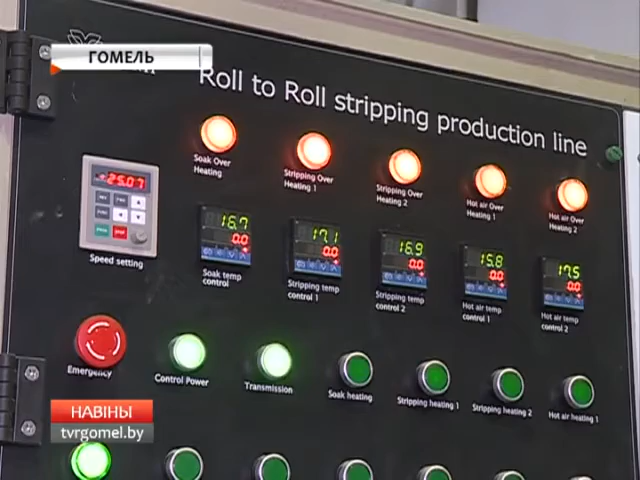 ГОМЕЛЬ
Roll to Roll stripping production line
Soak Over
Heating
Stripping Over
Heating 1
Stripping Over
Heating 2
Hot air Over
Heating 1
Hot air Over
Heating 2
25.07
Speed setting
16.7
0.0
Soak temp
control
17.1
0.0
Stripping temp
control 1
16.9
0.0
Stripping temp
control 2
15.8
0.0
Hot air temp
control 1
17.5
0.0
Hot air temp
control 2
Emergency
Control Power
Transmission
Soak heating
Stripping heating 1
Stripping heating 2
Hot air heating 1
НАВІНЫ
tvrgomel.by